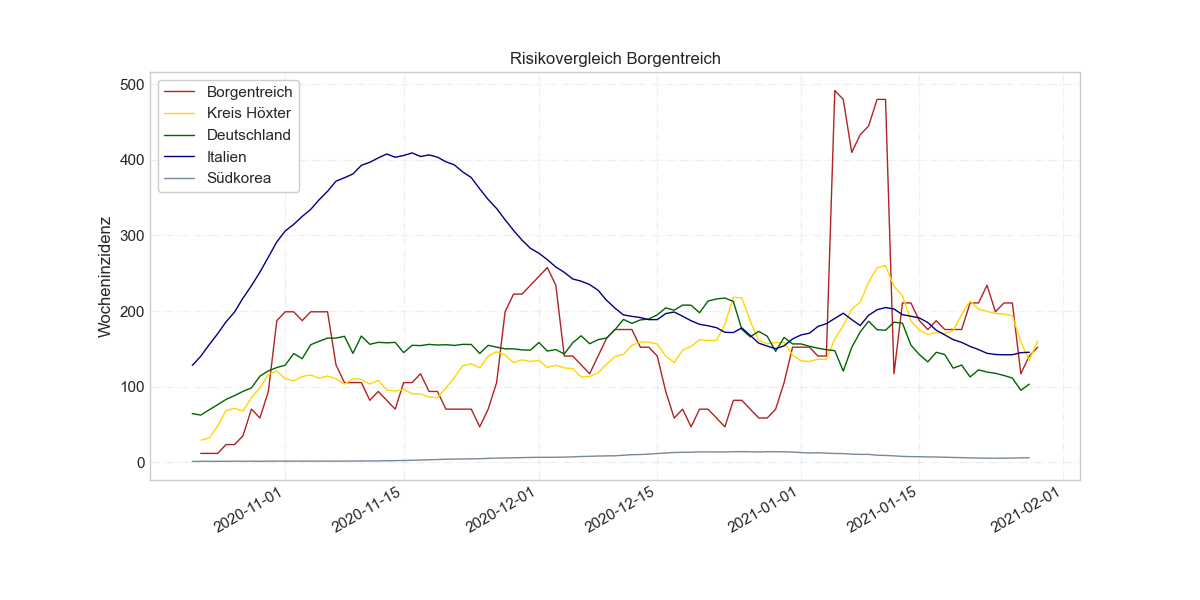 Risikovergleich Borgentreich
Wocheninzidenz
500
400
300
200
100
0
Borgentreich
Kreis Höxter
Deutschland
Italien
Südkorea
2020-11-01
2020-11-15
2020-12-01
2020-12-15
2021-01-01
2021-01-15
2021-02-01